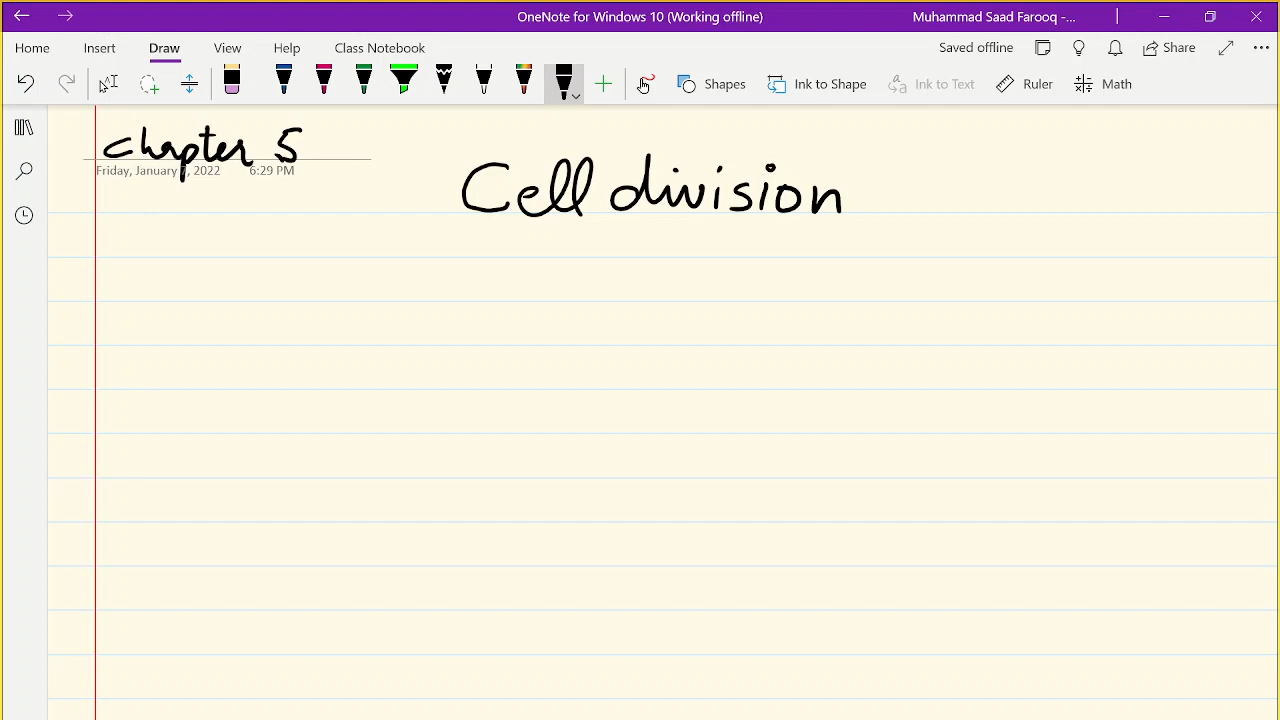 OneNote for Windows 10 (Working offline)
Muhammad Saad Farooq -...
Home Insert Draw View Help Class Notebook
Saved offline Share
Shapes Ink to Shape Ink to Text Ruler Math
Chapter 5
Friday, January 7, 2022 6:29 PM
Cell division